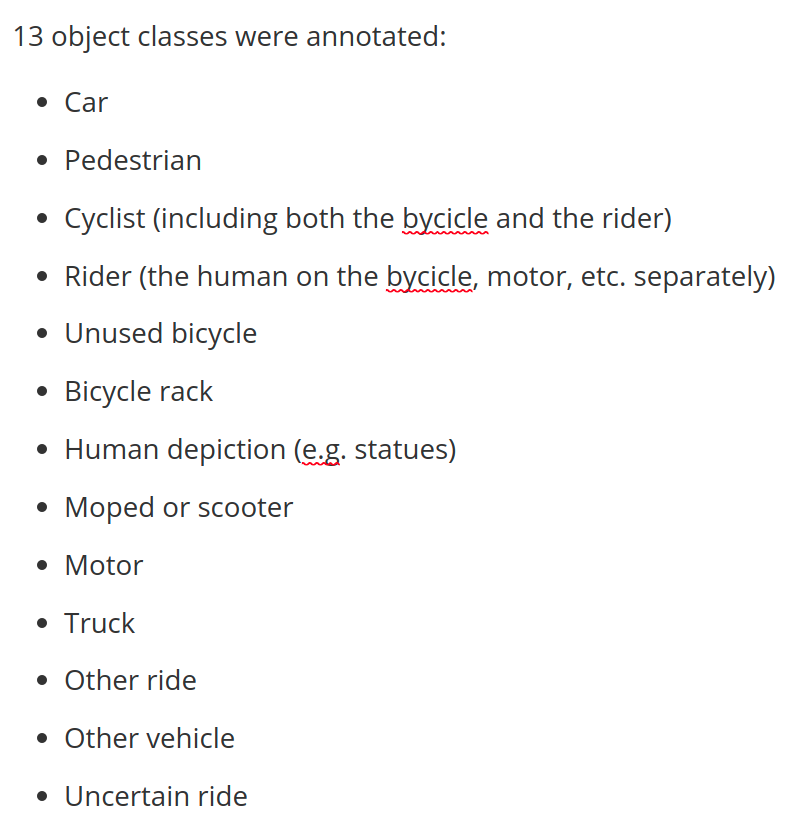 13 object classes were annotated:
• Car
• Pedestrian
• Cyclist (including both the bycicle and the rider)
• Rider (the human on the bycicle, motor, etc. separately)
• Unused bicycle
• Bicycle rack
• Human depiction (e.g. statues)
• Moped or scooter
• Motor
• Truck
• Other ride
• Other vehicle
• Uncertain ride